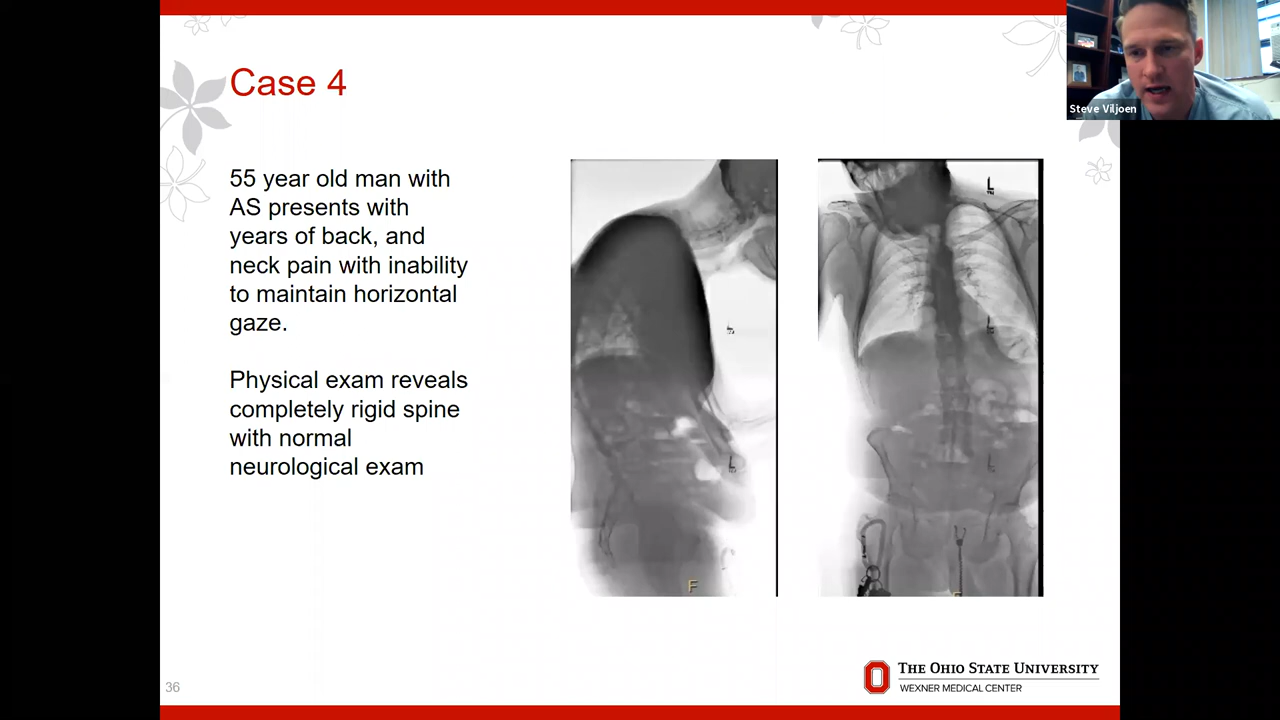 Steve Viljoen
Case 4
55 year old man with
AS presents with
years of back, and
neck pain with inability
to maintain horizontal
gaze.
Physical exam reveals
completely rigid spine
with normal
neurological exam
L
L
L
L
L
L
F
36
THE OHIO STATE UNIVERSITY
WEXNER MEDICAL CENTER